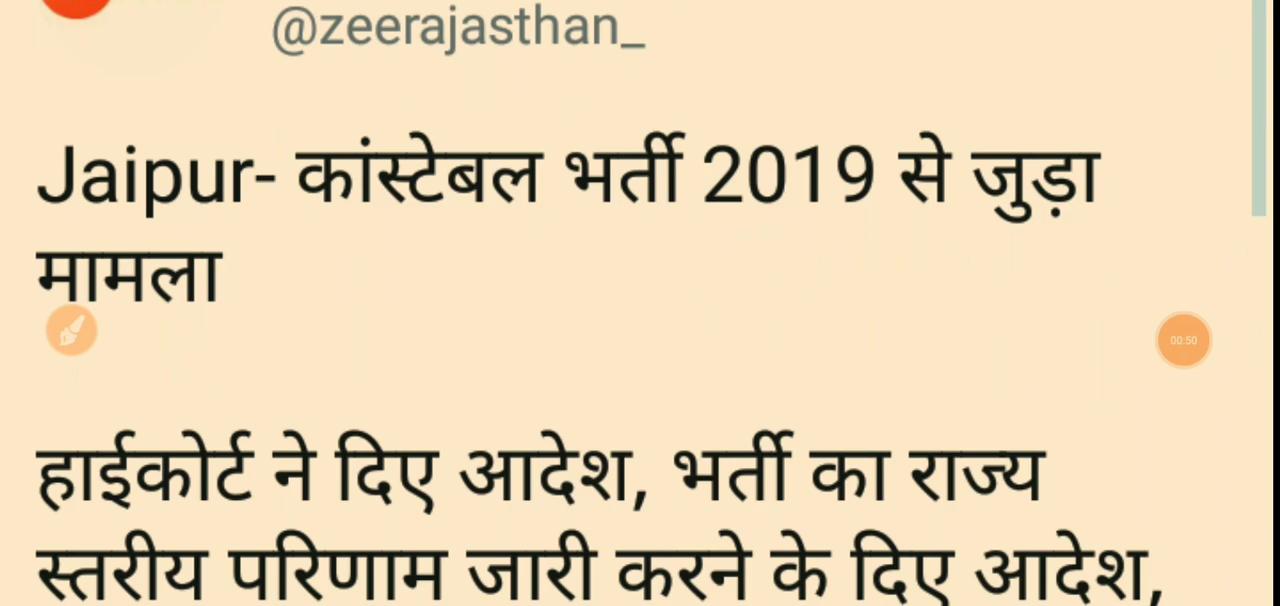 @zeerajasthan_
Jaipur- कांस्टेबल भर्ती 2019 से जुड़ा
मामला
00:50
हाईकोर्ट ने दिए आदेश, भर्ती का राज्य
स्तरीय परिणाम जारी करने के दिए आदेश,